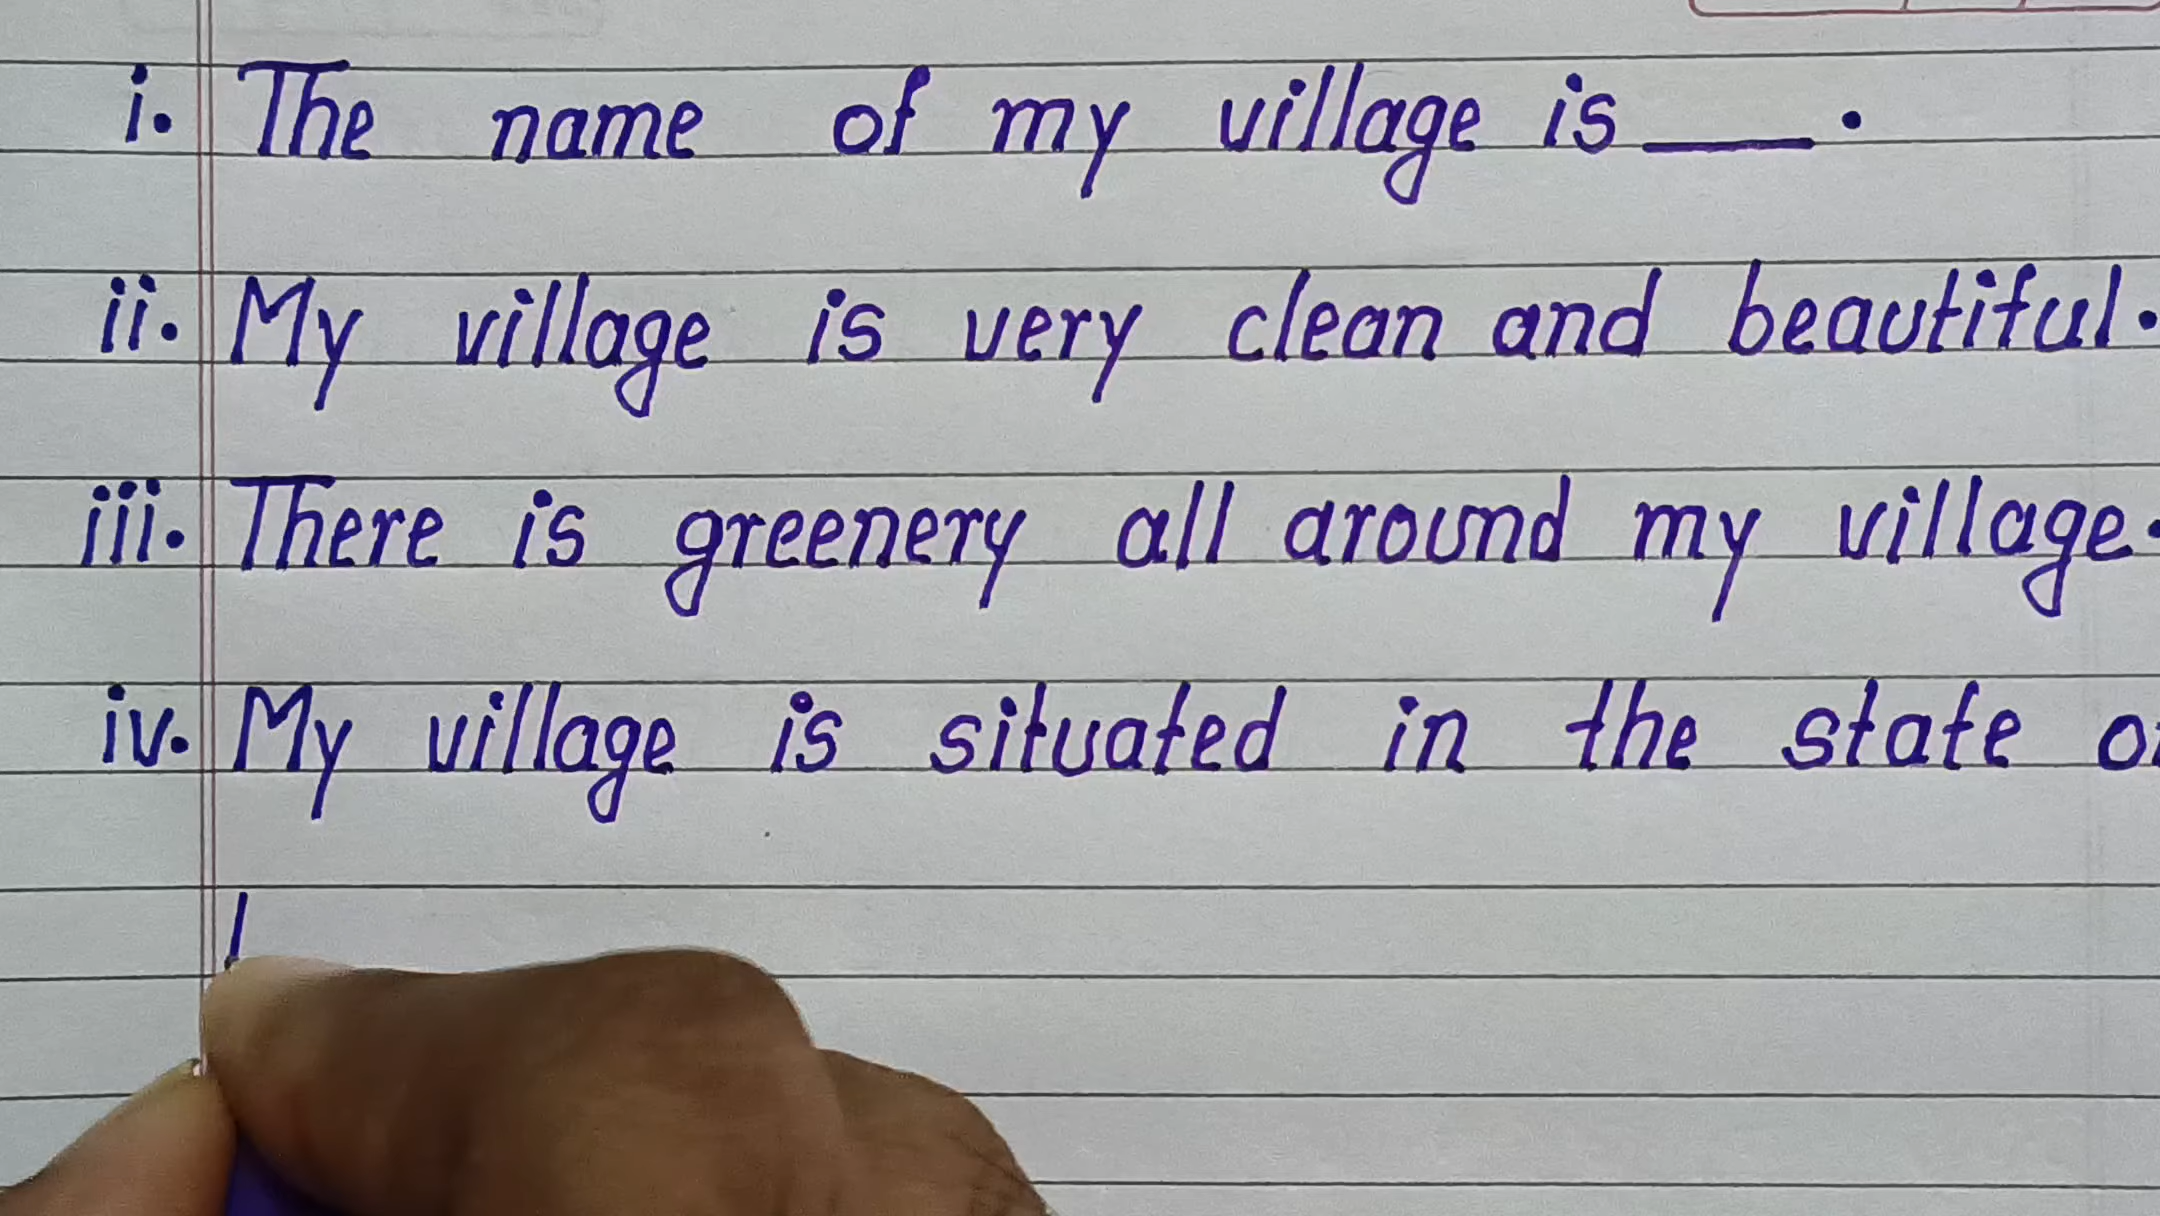 i. The name of my village is ___.
ii. My village is very clean and beautiful.
iii. There is greenery all around my village.
iv. My village is situated in the state